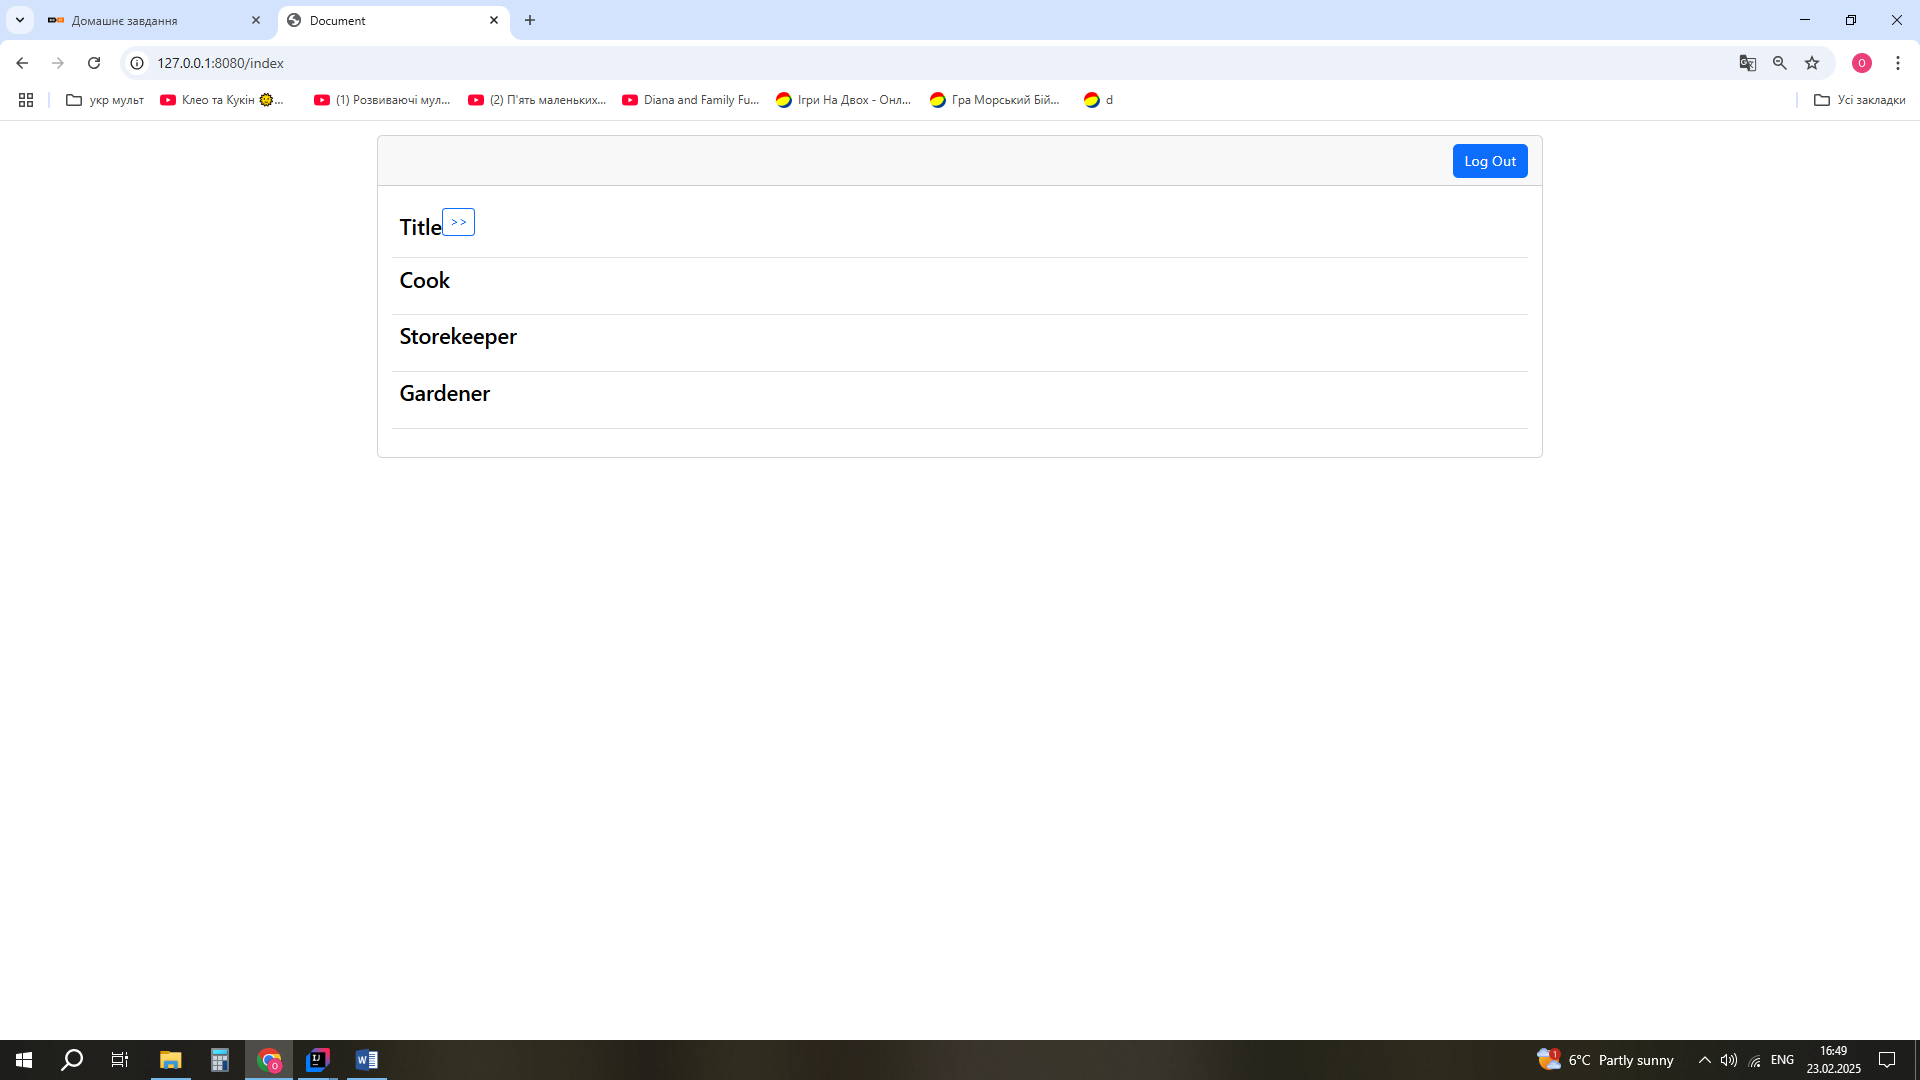 Домашнє завдання
Document
127.0.0.1:8080/index
укр мульт
Клео та Кукін 🌞...
(1) Розвиваючі мул...
(2) П'ять маленьких...
Diana and Family Fu...
Ігри На Двох - Онл...
Гра Морський Бій...
d
Усі закладки
Log Out
Title >>
Cook
Storekeeper
Gardener
6°C Partly sunny
ENG
16:49
23.02.2025